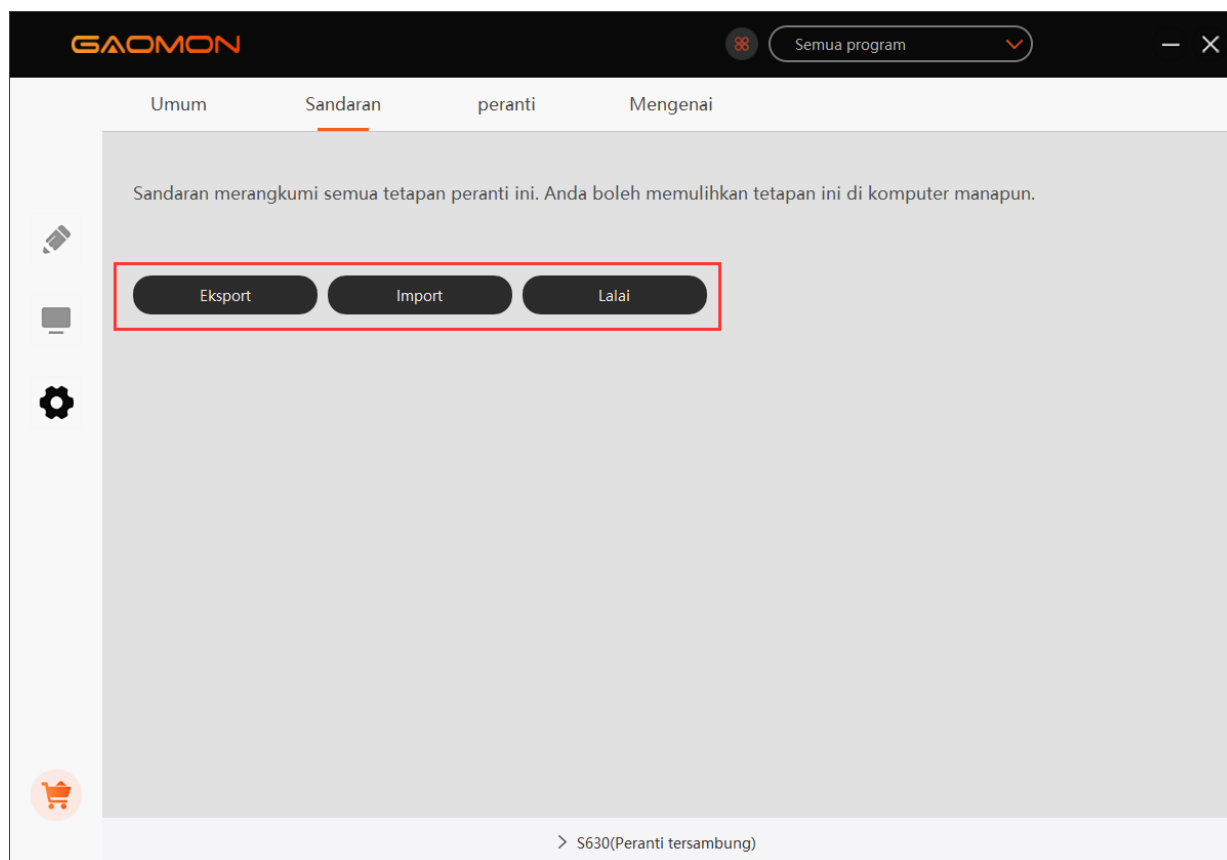 GAOMON
Semua program
Umum Sandaran peranti Mengenai
Sandaran merangkumi semua tetapan peranti ini. Anda boleh memulihkan tetapan ini di komputer manapun.
Eksport Import Lalai
S630(Peranti tersambung)